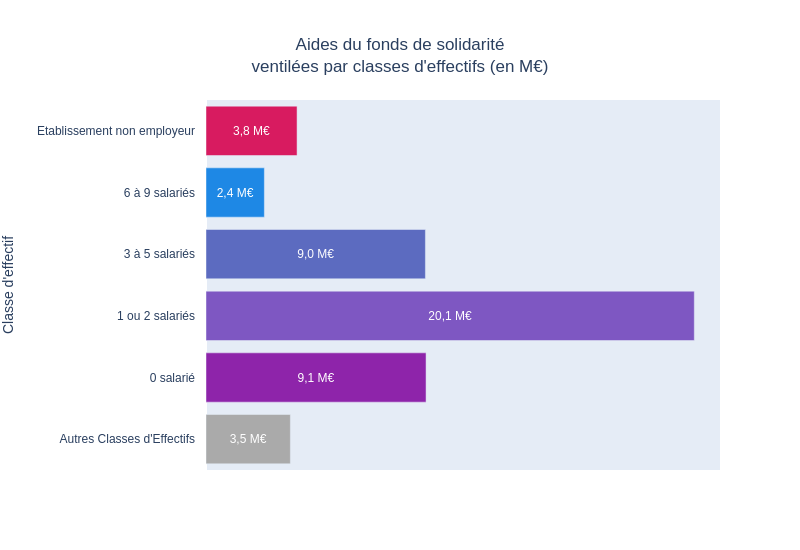 Aides du fonds de solidarité
ventilées par classes d'effectifs (en M€)
Classe d'effectif
Etablissement non employeur
3,8 M€
6 à 9 salariés
2,4 M€
3 à 5 salariés
9,0 M€
1 ou 2 salariés
20,1 M€
0 salarié
9,1 M€
Autres Classes d'Effectifs
3,5 M€